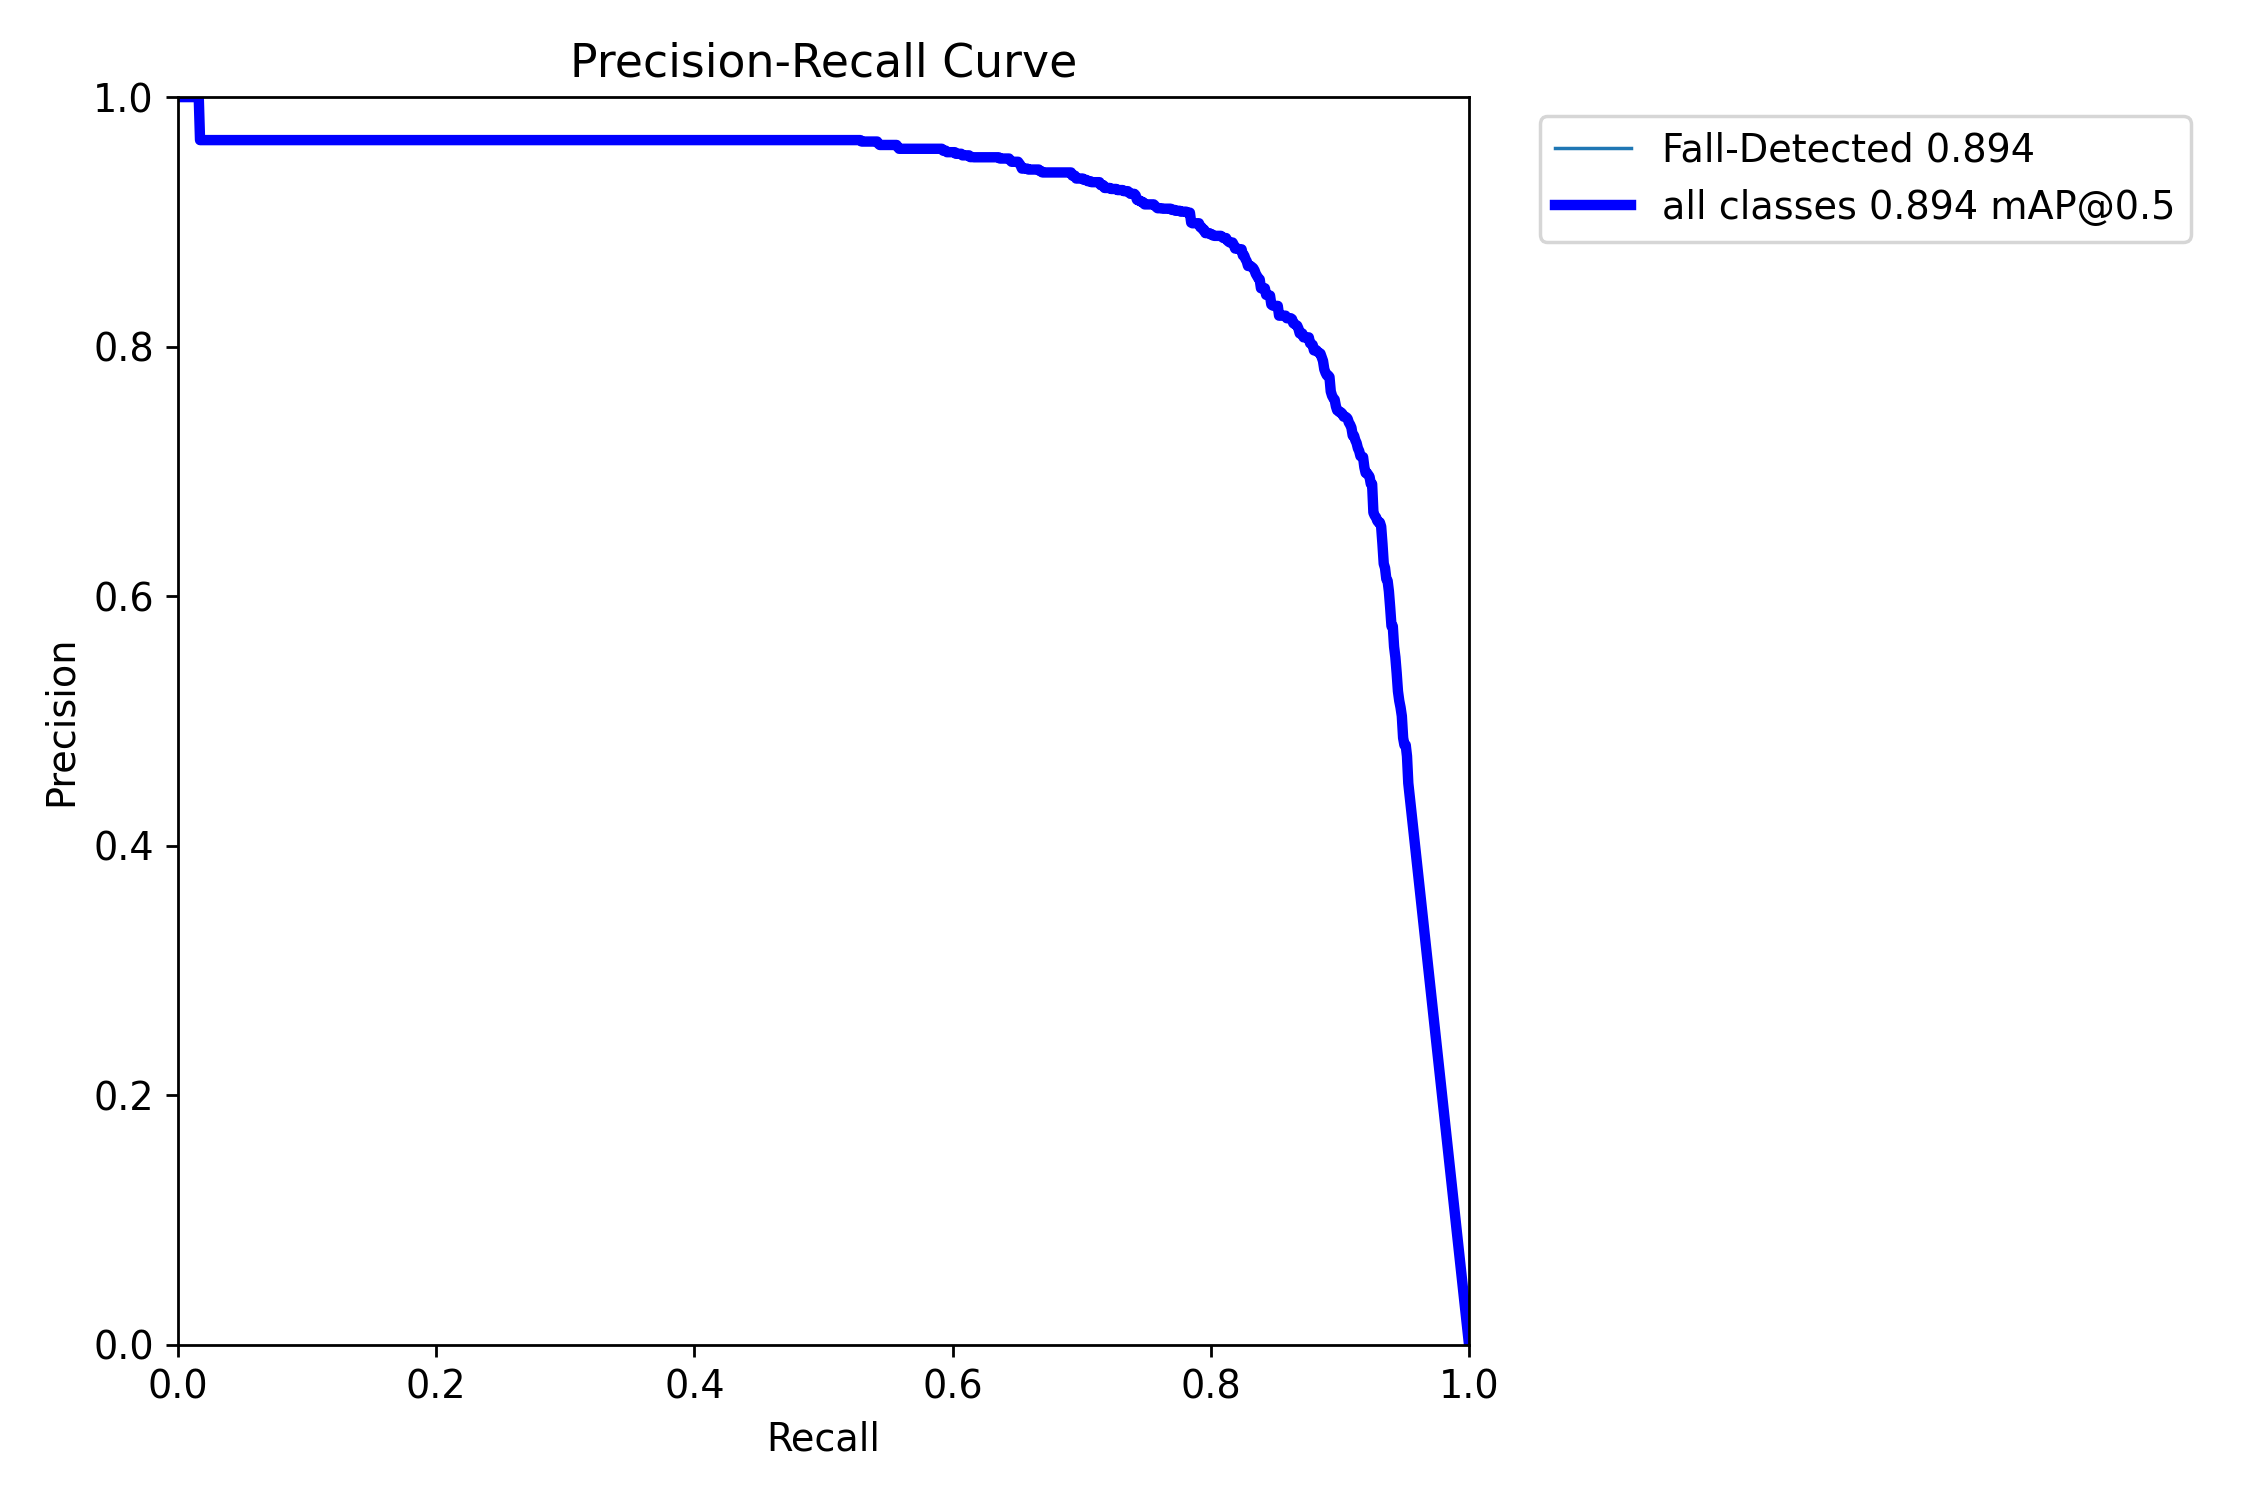 Precision-Recall Curve
1.0
0.8
0.6
0.4
0.2
0.0
Precision
0.0 0.2 0.4 0.6 0.8 1.0
Recall
Fall-Detected 0.894
all classes 0.894 mAP@0.5